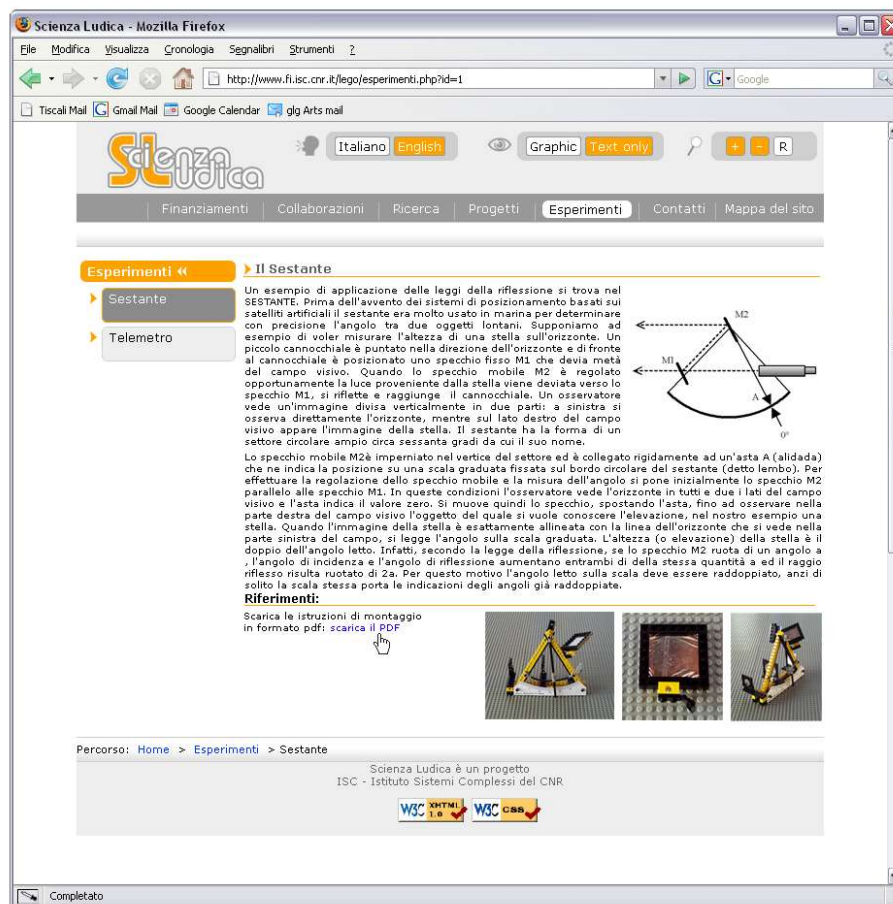 Scienza Ludica - Mozilla Firefox
File Modifica Visualizza Cronologia Segnalibri Strumenti ?
http://www.fi.isc.cnr.it/lego/esperimenti.php?id=1
G Google
Tiscali Mail Gmail Mail Google Calendar glg Arts mail
Scienza Ludica
Italiano English Graphic Text only + - R
Finanziamenti Collaborazioni Ricerca Progetti Esperimenti Contatti Mappa del sito
Esperimenti
Sestante
Telemetro
Il Sestante
Un esempio di applicazione delle leggi della riflessione si trova nel
SESTANTE. Prima dell'avvento dei sistemi di posizionamento basati sui
satelliti artificiali il sestante era molto usato in marina per determinare
con precisione l'angolo tra due oggetti lontani. Supponiamo ad
esempio di voler misurare l'altezza di una stella sull'orizzonte. Un
piccolo cannocchiale è puntato nella direzione dell'orizzonte e di fronte
al cannocchiale è posizionato uno specchio fisso M1 che devia metà
del campo visivo. Quando lo specchio mobile M2 è regolato
opportunamente la luce proveniente dalla stella viene deviata verso lo
specchio M1, si riflette e raggiunge il cannocchiale. Un osservatore
vede un'immagine divisa verticalmente in due parti: a sinistra si
osserva direttamente l'orizzonte, mentre sul lato destro del campo
visivo appare l'immagine della stella. Il sestante ha la forma di un
settore circolare ampio circa sessanta gradi da cui il suo nome.
M2
M1
A
0°
Lo specchio mobile M2è imperniato nel vertice del settore ed è collegato rigidamente ad un'asta A (alidada)
che ne indica la posizione su una scala graduata fissata sul bordo circolare del sestante (detto lembo). Per
effettuare la regolazione dello specchio mobile e la misura dell'angolo si pone inizialmente lo specchio M2
parallelo alle specchio M1. In queste condizioni l'osservatore vede l'orizzonte in tutti e due i lati del campo
visivo e l'asta indica il valore zero. Si muove quindi lo specchio, spostando l'asta, fino ad osservare nella
parte destra del campo visivo l'oggetto del quale si vuole conoscere l'elevazione, nel nostro esempio una
stella. Quando l'immagine della stella è esattamente allineata con la linea dell'orizzonte che si vede nella
parte sinistra del campo, si legge l'angolo sulla scala graduata. L'altezza (o elevazione) della stella è il
doppio dell'angolo letto. Infatti, secondo la legge della riflessione, se lo specchio M2 ruota di un angolo a
, l'angolo di incidenza e l'angolo di riflessione aumentano entrambi di della stessa quantità a ed il raggio
riflesso risulta ruotato di 2a. Per questo motivo l'angolo letto sulla scala deve essere raddoppiato, anzi di
solito la scala stessa porta le indicazioni degli angoli già raddoppiate.
Riferimenti:
Scarica le istruzioni di montaggio
in formato pdf: scarica il PDF
Percorso: Home > Esperimenti > Sestante
Scienza Ludica è un progetto
ISC - Istituto Sistemi Complessi del CNR
W3C XHTML 1.0 W3C CSS
Completato